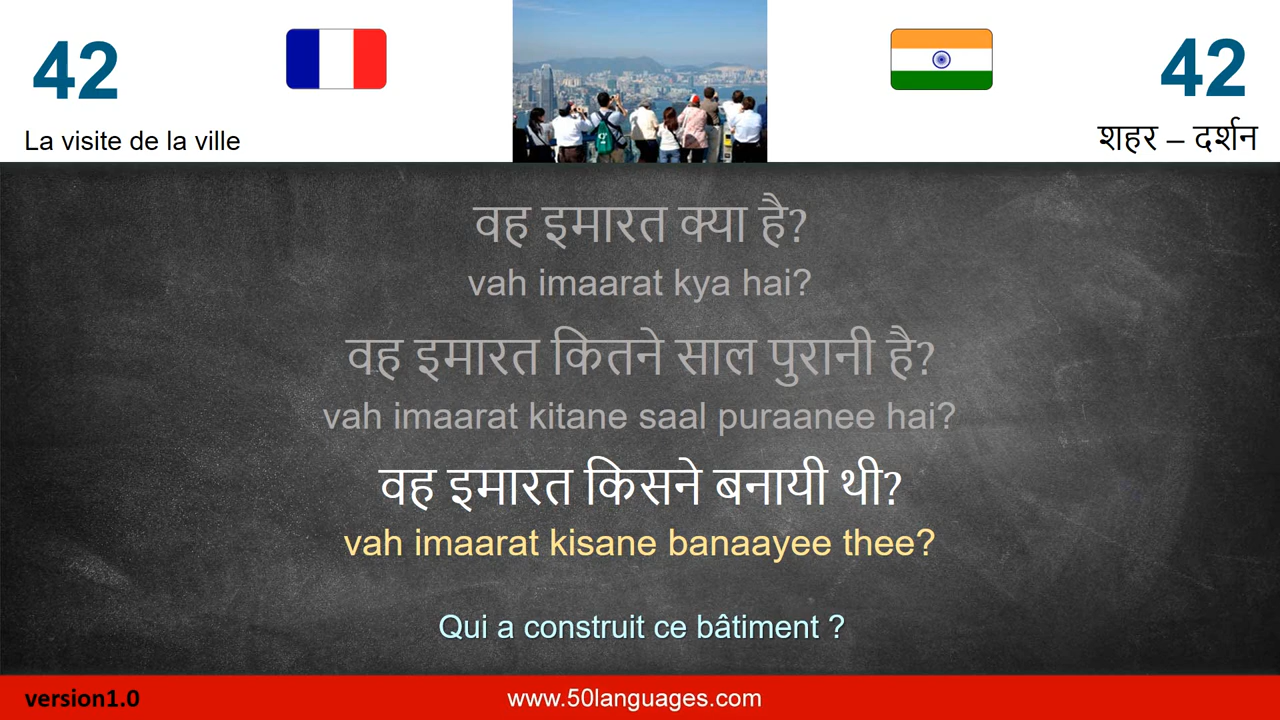 42
42
La visite de la ville
शहर – दर्शन
वह इमारत क्या है?
vah imaarat kya hai?
वह इमारत कितने साल पुरानी है?
vah imaarat kitane saal puraanee hai?
वह इमारत किसने बनायी थी?
vah imaarat kisane banaayee thee?
Qui a construit ce bâtiment ?
version1.0
www.50languages.com